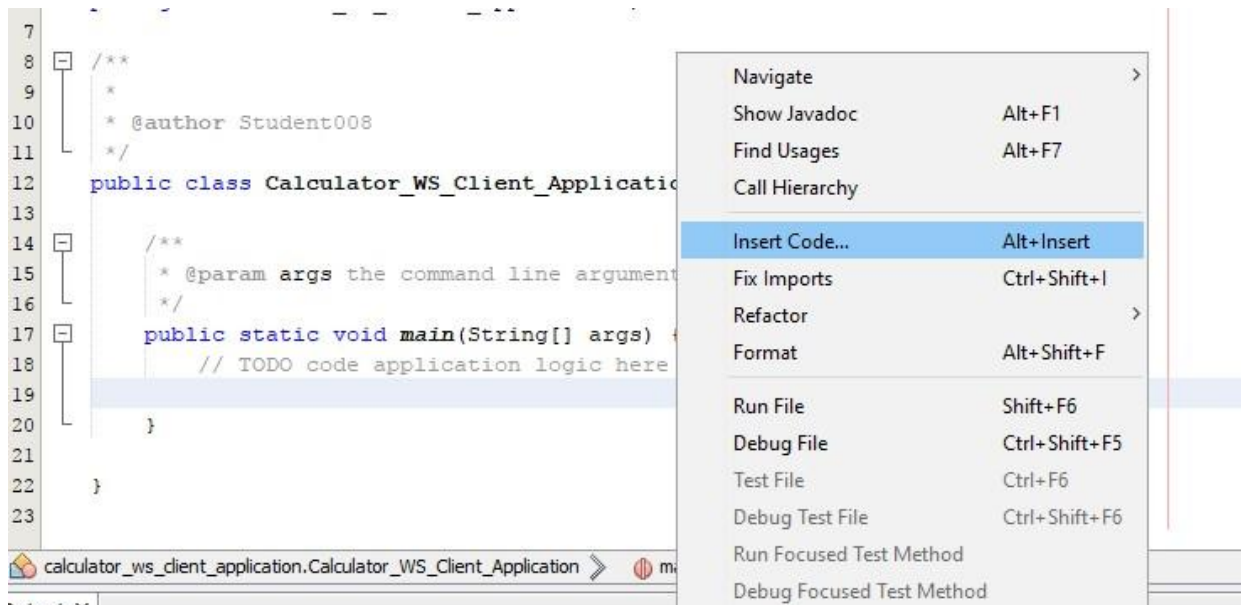 7
8 /**
9 *
10 * @author Student008
11 */
12 public class Calculator_WS_Client_Applicatio
13
14 /**
15 * @param args the command line argument
16 */
17 public static void main(String[] args) {
18 // TODO code application logic here
19
20 }
21
22 }
23
calculator_ws_client_application.Calculator_WS_Client_Application
Navigate
Show Javadoc Alt+F1
Find Usages Alt+F7
Call Hierarchy
Insert Code... Alt+Insert
Fix Imports Ctrl+Shift+I
Refactor
Format Alt+Shift+F
Run File Shift+F6
Debug File Ctrl+Shift+F5
Test File Ctrl+F6
Debug Test File Ctrl+Shift+F6
Run Focused Test Method
Debug Focused Test Method